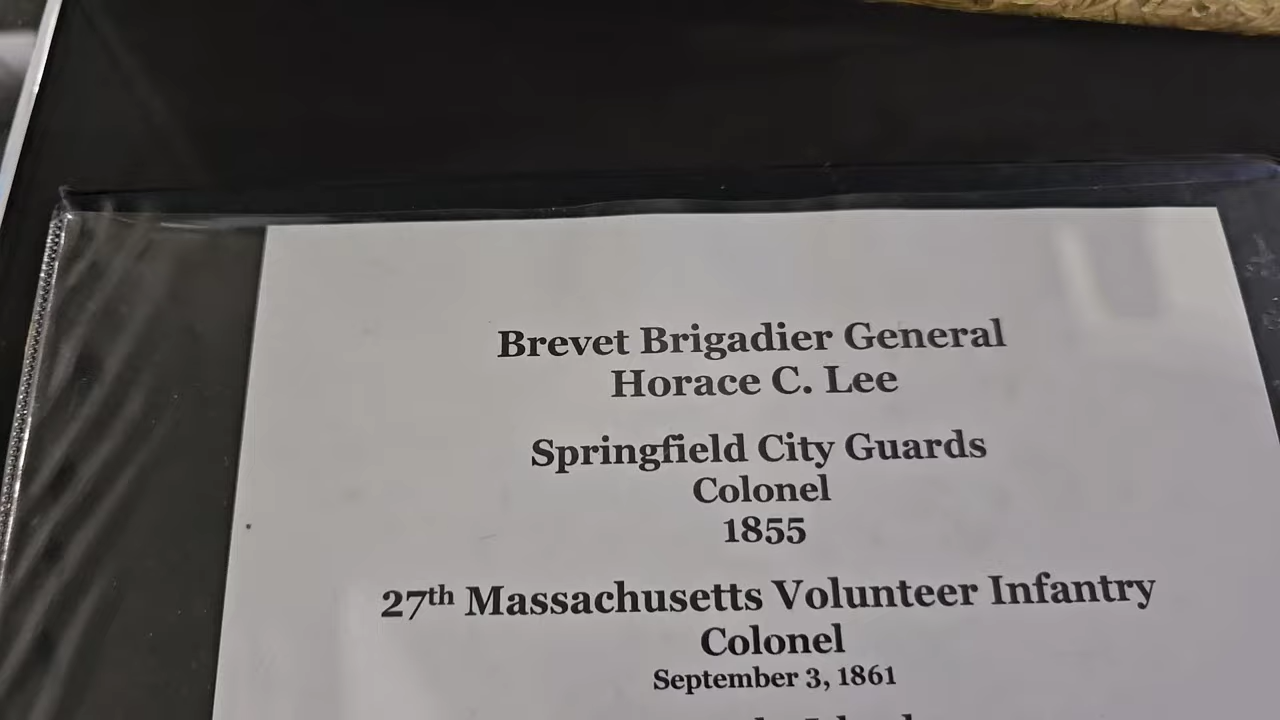 Brevet Brigadier General
Horace C. Lee
Springfield City Guards
Colonel
1855
27th Massachusetts Volunteer Infantry
Colonel
September 3, 1861